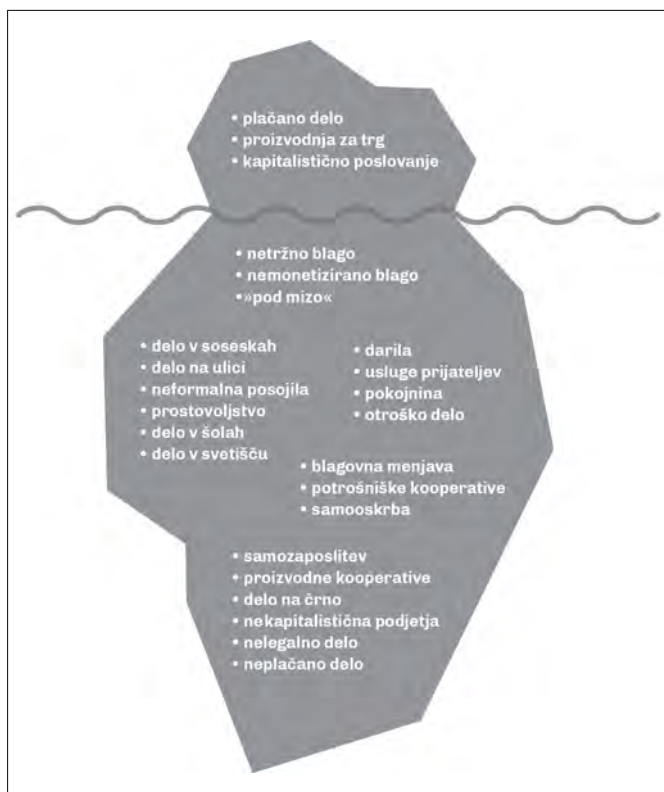 • plačano delo
• proizvodnja za trg
• kapitalistično poslovanje
• netržno blago
• nemonetizirano blago
•»pod mizo«
• delo v soseskah
• delo na ulici
• neformalna posojila
• prostovoljstvo
• delo v šolah
• delo v svetišču
• darila
• usluge prijateljev
• pokojnina
• otroško delo
• blagovna menjava
• potrošniške kooperative
• samooskrba
• samozaposlitev
• proizvodne kooperative
• delo na črno
• nekapitalistična podjetja
• nelegalno delo
• neplačano delo